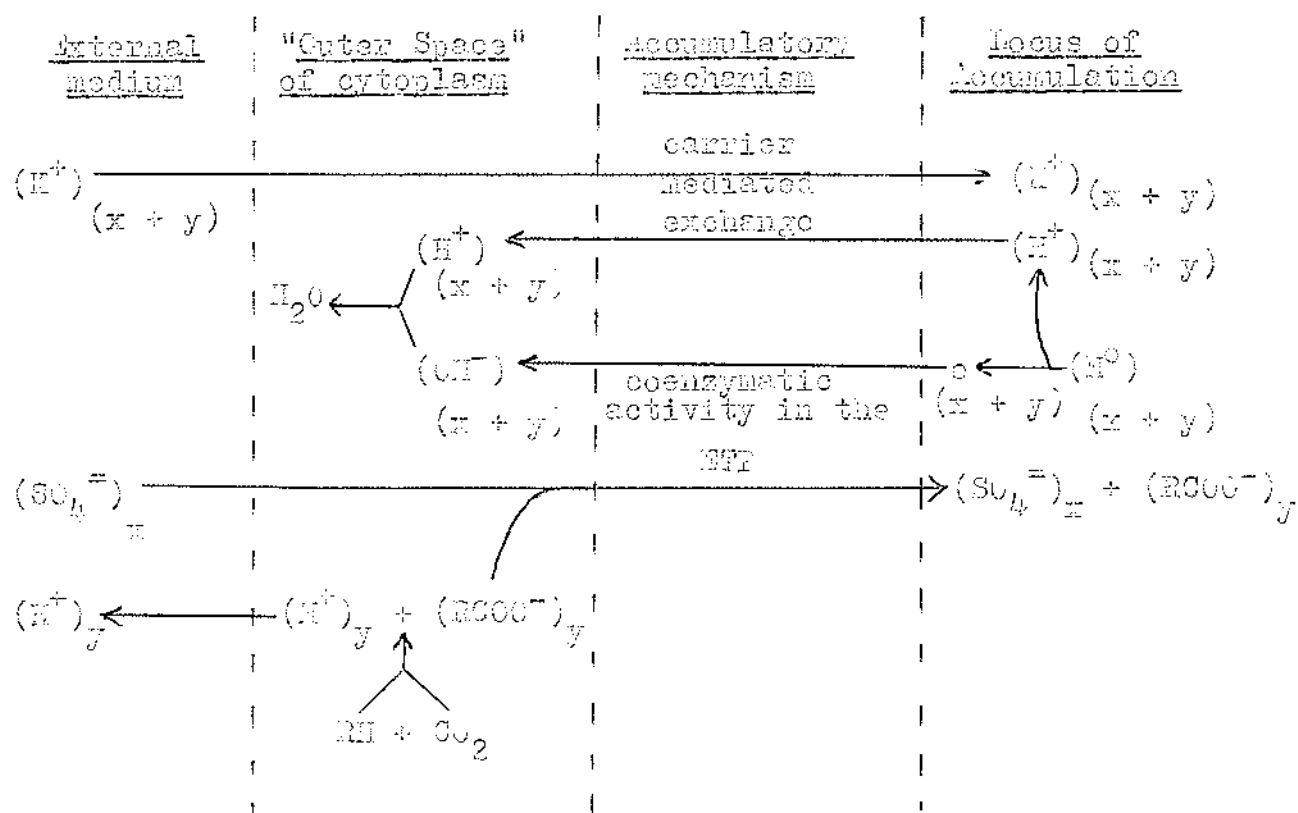 External "Outer Space" Accumulatory Locus of
medium of cytoplasm mechanism Accumulation
carrier
(K⁺)(x + y) mediated (K⁺)(x + y)
exchange
(H⁺)(x + y) (H⁺)(x + y)
H₂O
(OH⁻)(x + y) e(x + y) (H⁰)(x + y)
coenzymatic
activity in the
ETP
(SO₄⁼)x (SO₄⁼)x + (RCOO⁻)y
(H⁺)y (H⁺)y + (RCOO⁻)y
RH + CO₂